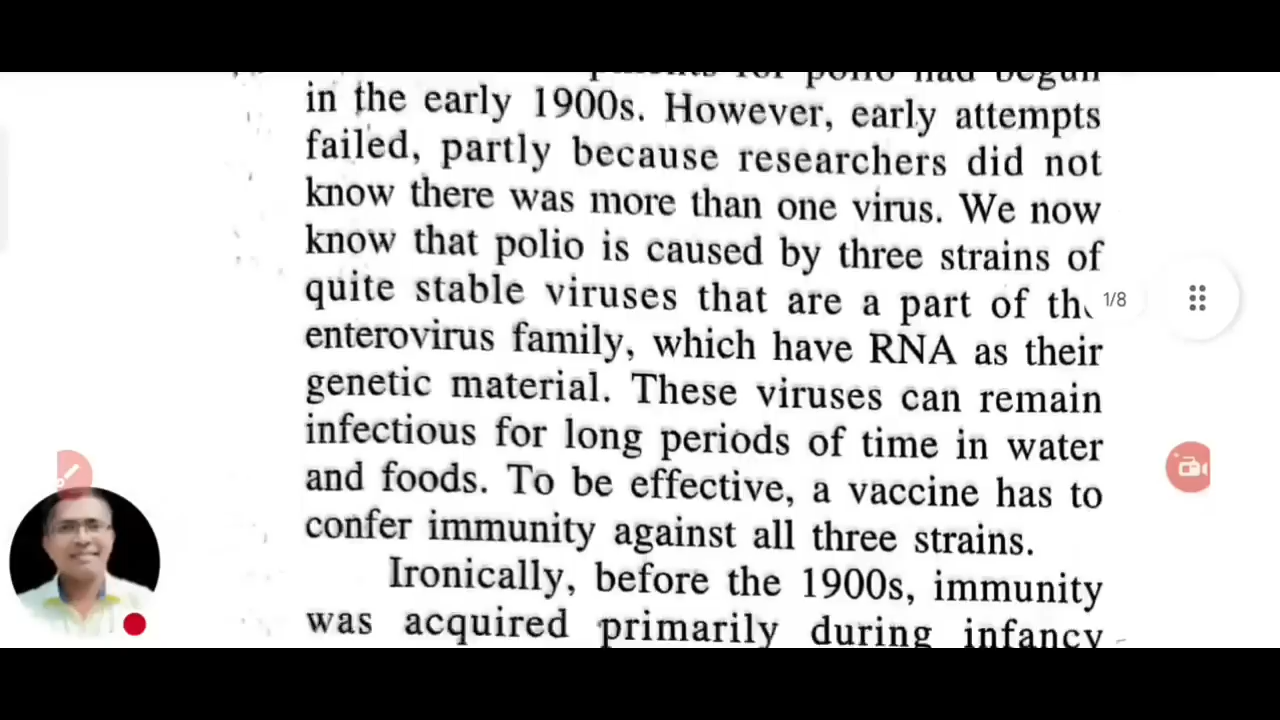 for polio had begun
in the early 1900s. However, early attempts
failed, partly because researchers did not
know there was more than one virus. We now
know that polio is caused by three strains of
quite stable viruses that are a part of
enterovirus family, which have RNA as their
genetic material. These viruses can remain
infectious for long periods of time in water
and foods. To be effective, a vaccine has to
confer immunity against all three strains.
Ironically, before the 1900s, immunity
was acquired primarily during infancy
1/8